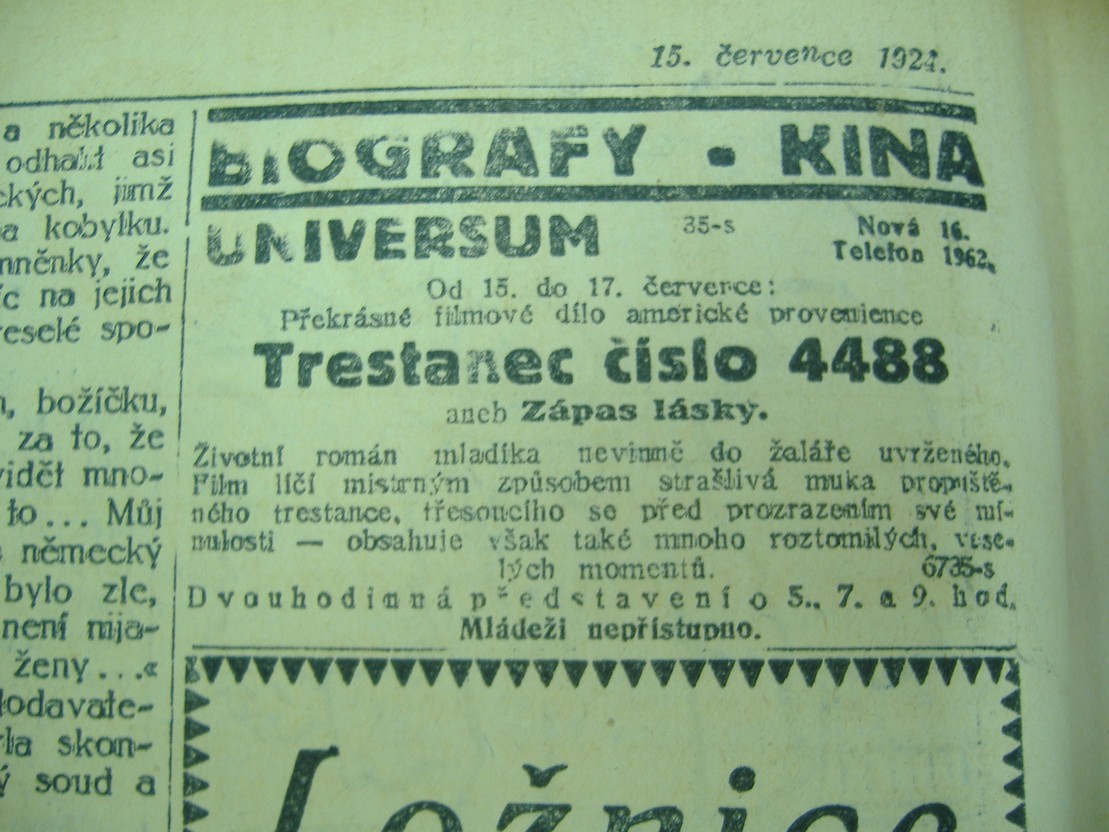 15. července 1924.
a několika
odhalil asi
ckých, jimž
a kobylku.
mněnky, že
íc na jejich
eselé spo-
božíčku,
za to, že
vidět mno-
to... Můj
německý
bylo zle,
není nija-
ženy...«
lodavate-
la skon-
ý soud a
BIOGRAFY - KINA
UNIVERSUM 35-s Nová 16.
Telefon 1962.
Od 15. do 17. července:
Překrásné filmové dílo americké provenience
Trestanec číslo 4488
aneb Zápas lásky.
Životní román mladíka nevinně do žaláře uvrženého.
Film líčí mistrným způsobem strašlivá muka propuště-
ného trestance, třesoucího se před prozrazením své mi-
nulosti — obsahuje však také mnoho roztomilých, vese-
lých momentů. 6735-s
Dvouhodinná představení o 5., 7. a 9. hod.
Mládeži nepřístupno.
Ložnice